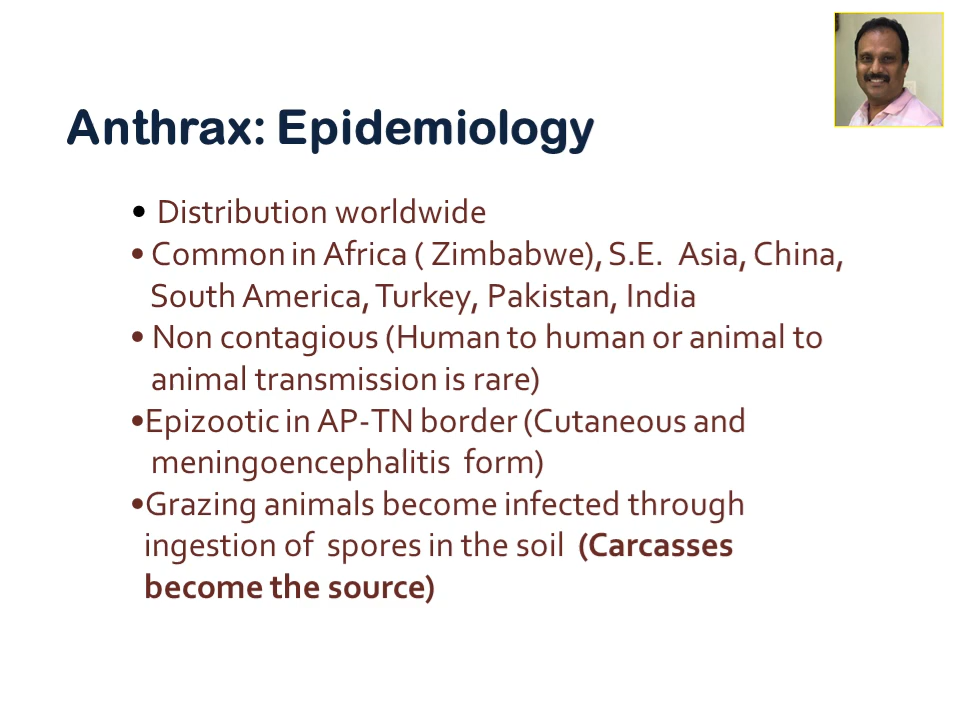 Anthrax: Epidemiology
• Distribution worldwide
• Common in Africa ( Zimbabwe), S.E. Asia, China,
South America, Turkey, Pakistan, India
• Non contagious (Human to human or animal to
animal transmission is rare)
•Epizootic in AP-TN border (Cutaneous and
meningoencephalitis form)
•Grazing animals become infected through
ingestion of spores in the soil (Carcasses
become the source)